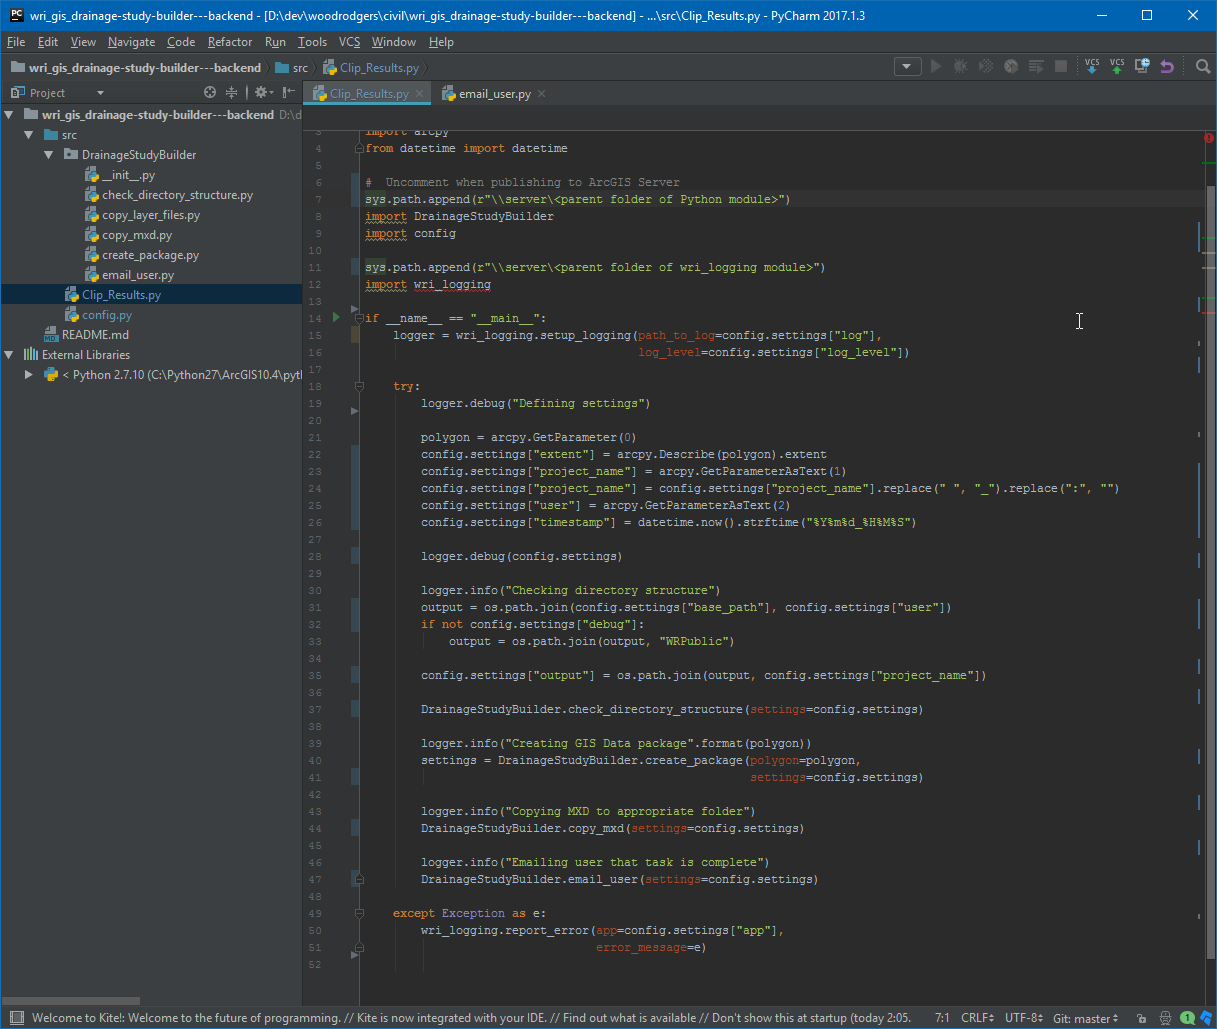 wri_gis_drainage-study-builder---backend - [D:\dev\woodrodgers\civil\wri_gis_drainage-study-builder---backend] - ...\src\Clip_Results.py - PyCharm 2017.1.3
File Edit View Navigate Code Refactor Run Tools VCS Window Help
wri_gis_drainage-study-builder---backend src Clip_Results.py VCS VCS
Project Clip_Results.py email_user.py
wri_gis_drainage-study-builder---backend D:\d
src
DrainageStudyBuilder
__init__.py
check_directory_structure.py
copy_layer_files.py
copy_mxd.py
create_package.py
email_user.py
Clip_Results.py
config.py
README.md
External Libraries
< Python 2.7.10 (C:\Python27\ArcGIS10.4\pyth
3 import arcpy
4 from datetime import datetime
5
6 # Uncomment when publishing to ArcGIS Server
7 sys.path.append(r"\\server\<parent folder of Python module>")
8 import DrainageStudyBuilder
9 import config
10
11 sys.path.append(r"\\server\<parent folder of wri_logging module>")
12 import wri_logging
13
14 if __name__ == "__main__":
15 logger = wri_logging.setup_logging(path_to_log=config.settings["log"],
16 log_level=config.settings["log_level"])
17
18 try:
19 logger.debug("Defining settings")
20
21 polygon = arcpy.GetParameter(0)
22 config.settings["extent"] = arcpy.Describe(polygon).extent
23 config.settings["project_name"] = arcpy.GetParameterAsText(1)
24 config.settings["project_name"] = config.settings["project_name"].replace(" ", "_").replace(":", "")
25 config.settings["user"] = arcpy.GetParameterAsText(2)
26 config.settings["timestamp"] = datetime.now().strftime("%Y%m%d_%H%M%S")
27
28 logger.debug(config.settings)
29
30 logger.info("Checking directory structure")
31 output = os.path.join(config.settings["base_path"], config.settings["user"])
32 if not config.settings["debug"]:
33 output = os.path.join(output, "WRPublic")
34
35 config.settings["output"] = os.path.join(output, config.settings["project_name"])
36
37 DrainageStudyBuilder.check_directory_structure(settings=config.settings)
38
39 logger.info("Creating GIS Data package".format(polygon))
40 settings = DrainageStudyBuilder.create_package(polygon=polygon,
41 settings=config.settings)
42
43 logger.info("Copying MXD to appropriate folder")
44 DrainageStudyBuilder.copy_mxd(settings=config.settings)
45
46 logger.info("Emailing user that task is complete")
47 DrainageStudyBuilder.email_user(settings=config.settings)
48
49 except Exception as e:
50 wri_logging.report_error(app=config.settings["app"],
51 error_message=e)
52
Welcome to Kite!: Welcome to the future of programming. // Kite is now integrated with your IDE. // Find out what is available // Don't show this at startup (today 2:05. 7:1 CRLF UTF-8 Git: master 1